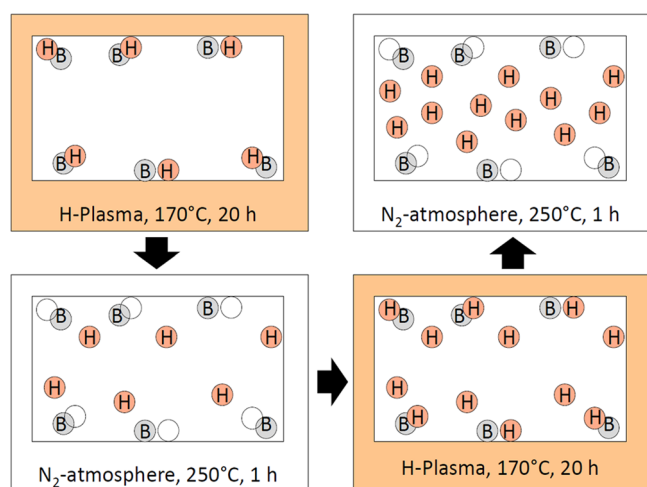 H B B H B H
B H B H H B
H-Plasma, 170°C, 20 h
B B B
H H H
H H
H H H H
H H H
B B B
N₂-atmosphere, 250°C, 1 h
B B B
H H H
H H H
B B B
N₂-atmosphere, 250°C, 1 h
H B B H B H
H H H
H H H
B H B H H B
H-Plasma, 170°C, 20 h